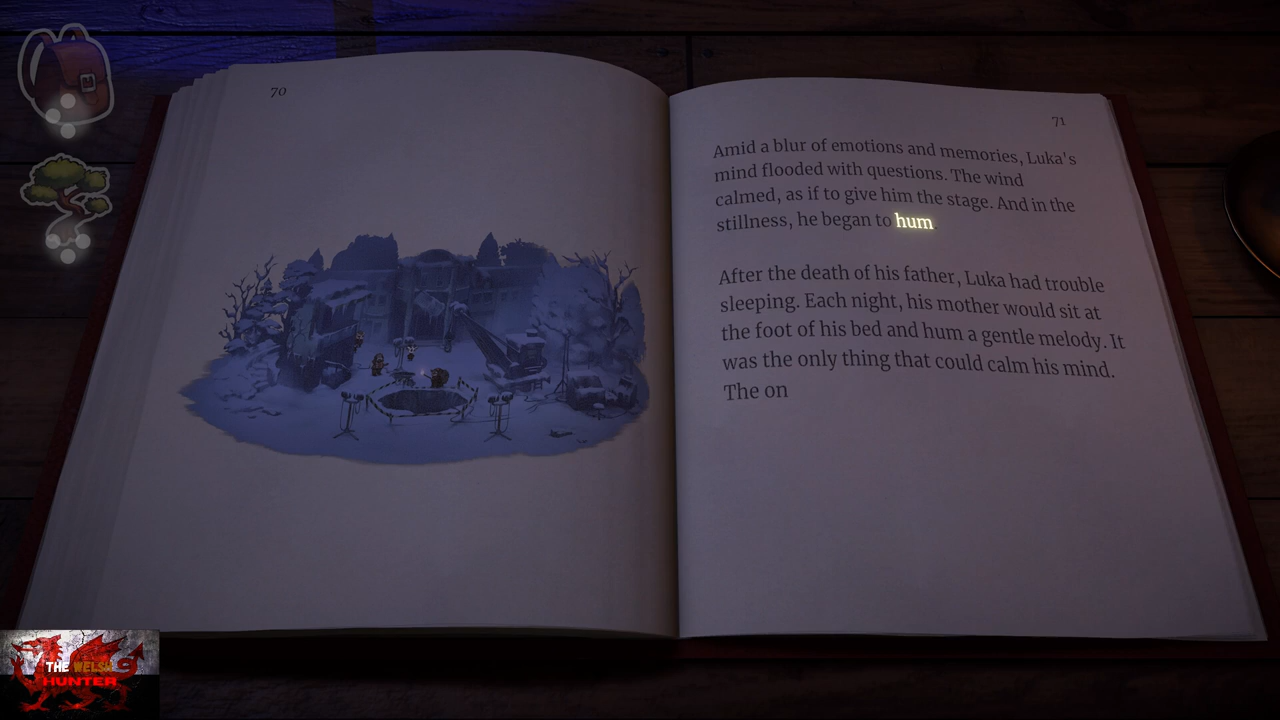 70
71
Amid a blur of emotions and memories, Luka's
mind flooded with questions. The wind
calmed, as if to give him the stage. And in the
stillness, he began to hum.
After the death of his father, Luka had trouble
sleeping. Each night, his mother would sit at
the foot of his bed and hum a gentle melody. It
was the only thing that could calm his mind.
The on
THE WELSH
HUNTER